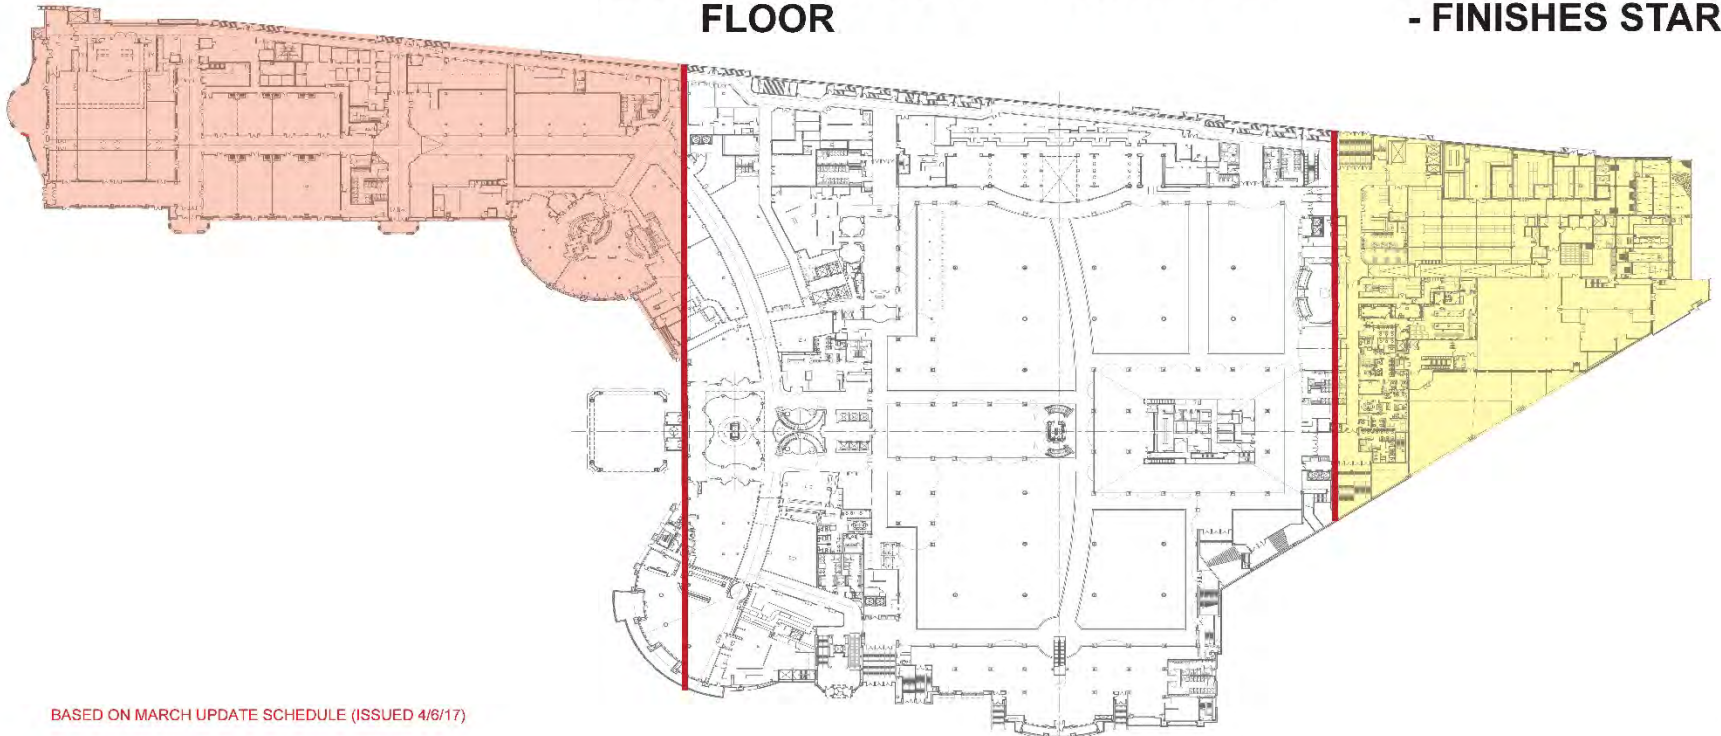 FLOOR
- FINISHES STAR
BASED ON MARCH UPDATE SCHEDULE (ISSUED 4/6/17)